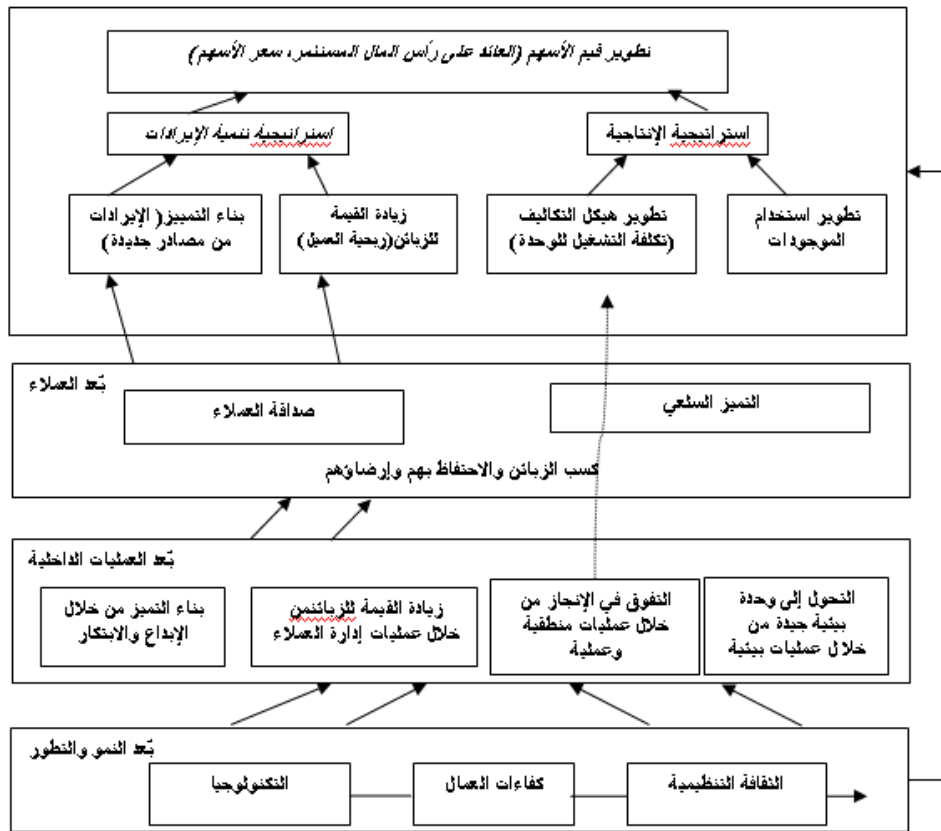 تطوير قيم الأسهم (العائد على رأس المال المستثمر، سعر الأسهم)
استراتيجية الإنتاجية
استراتيجية تنمية الإيرادات
تطوير استخدام
الموجودات
تطوير هيكل التكاليف
(تكلفة التشغيل للوحدة)
زيادة القيمة
للزبائن(ربحية العميل)
بناء التمييز( الإيرادات
من مصادر جديدة)
بُعد العملاء
التميز السلعي
صداقة العملاء
كسب الزبائن والاحتفاظ بهم وإرضاؤهم
بُعد العمليات الداخلية
التحول إلى وحدة
بيئية جيدة من
خلال عمليات بيئية
التفوق في الإنجاز من
خلال عمليات منطقية
وعملية
زيادة القيمة للزبائنمن
خلال عمليات إدارة العملاء
بناء التميز من خلال
الإبداع والابتكار
بُعد النمو والتطور
الثقافة التنظيمية
كفاءات العمال
التكنولوجيا